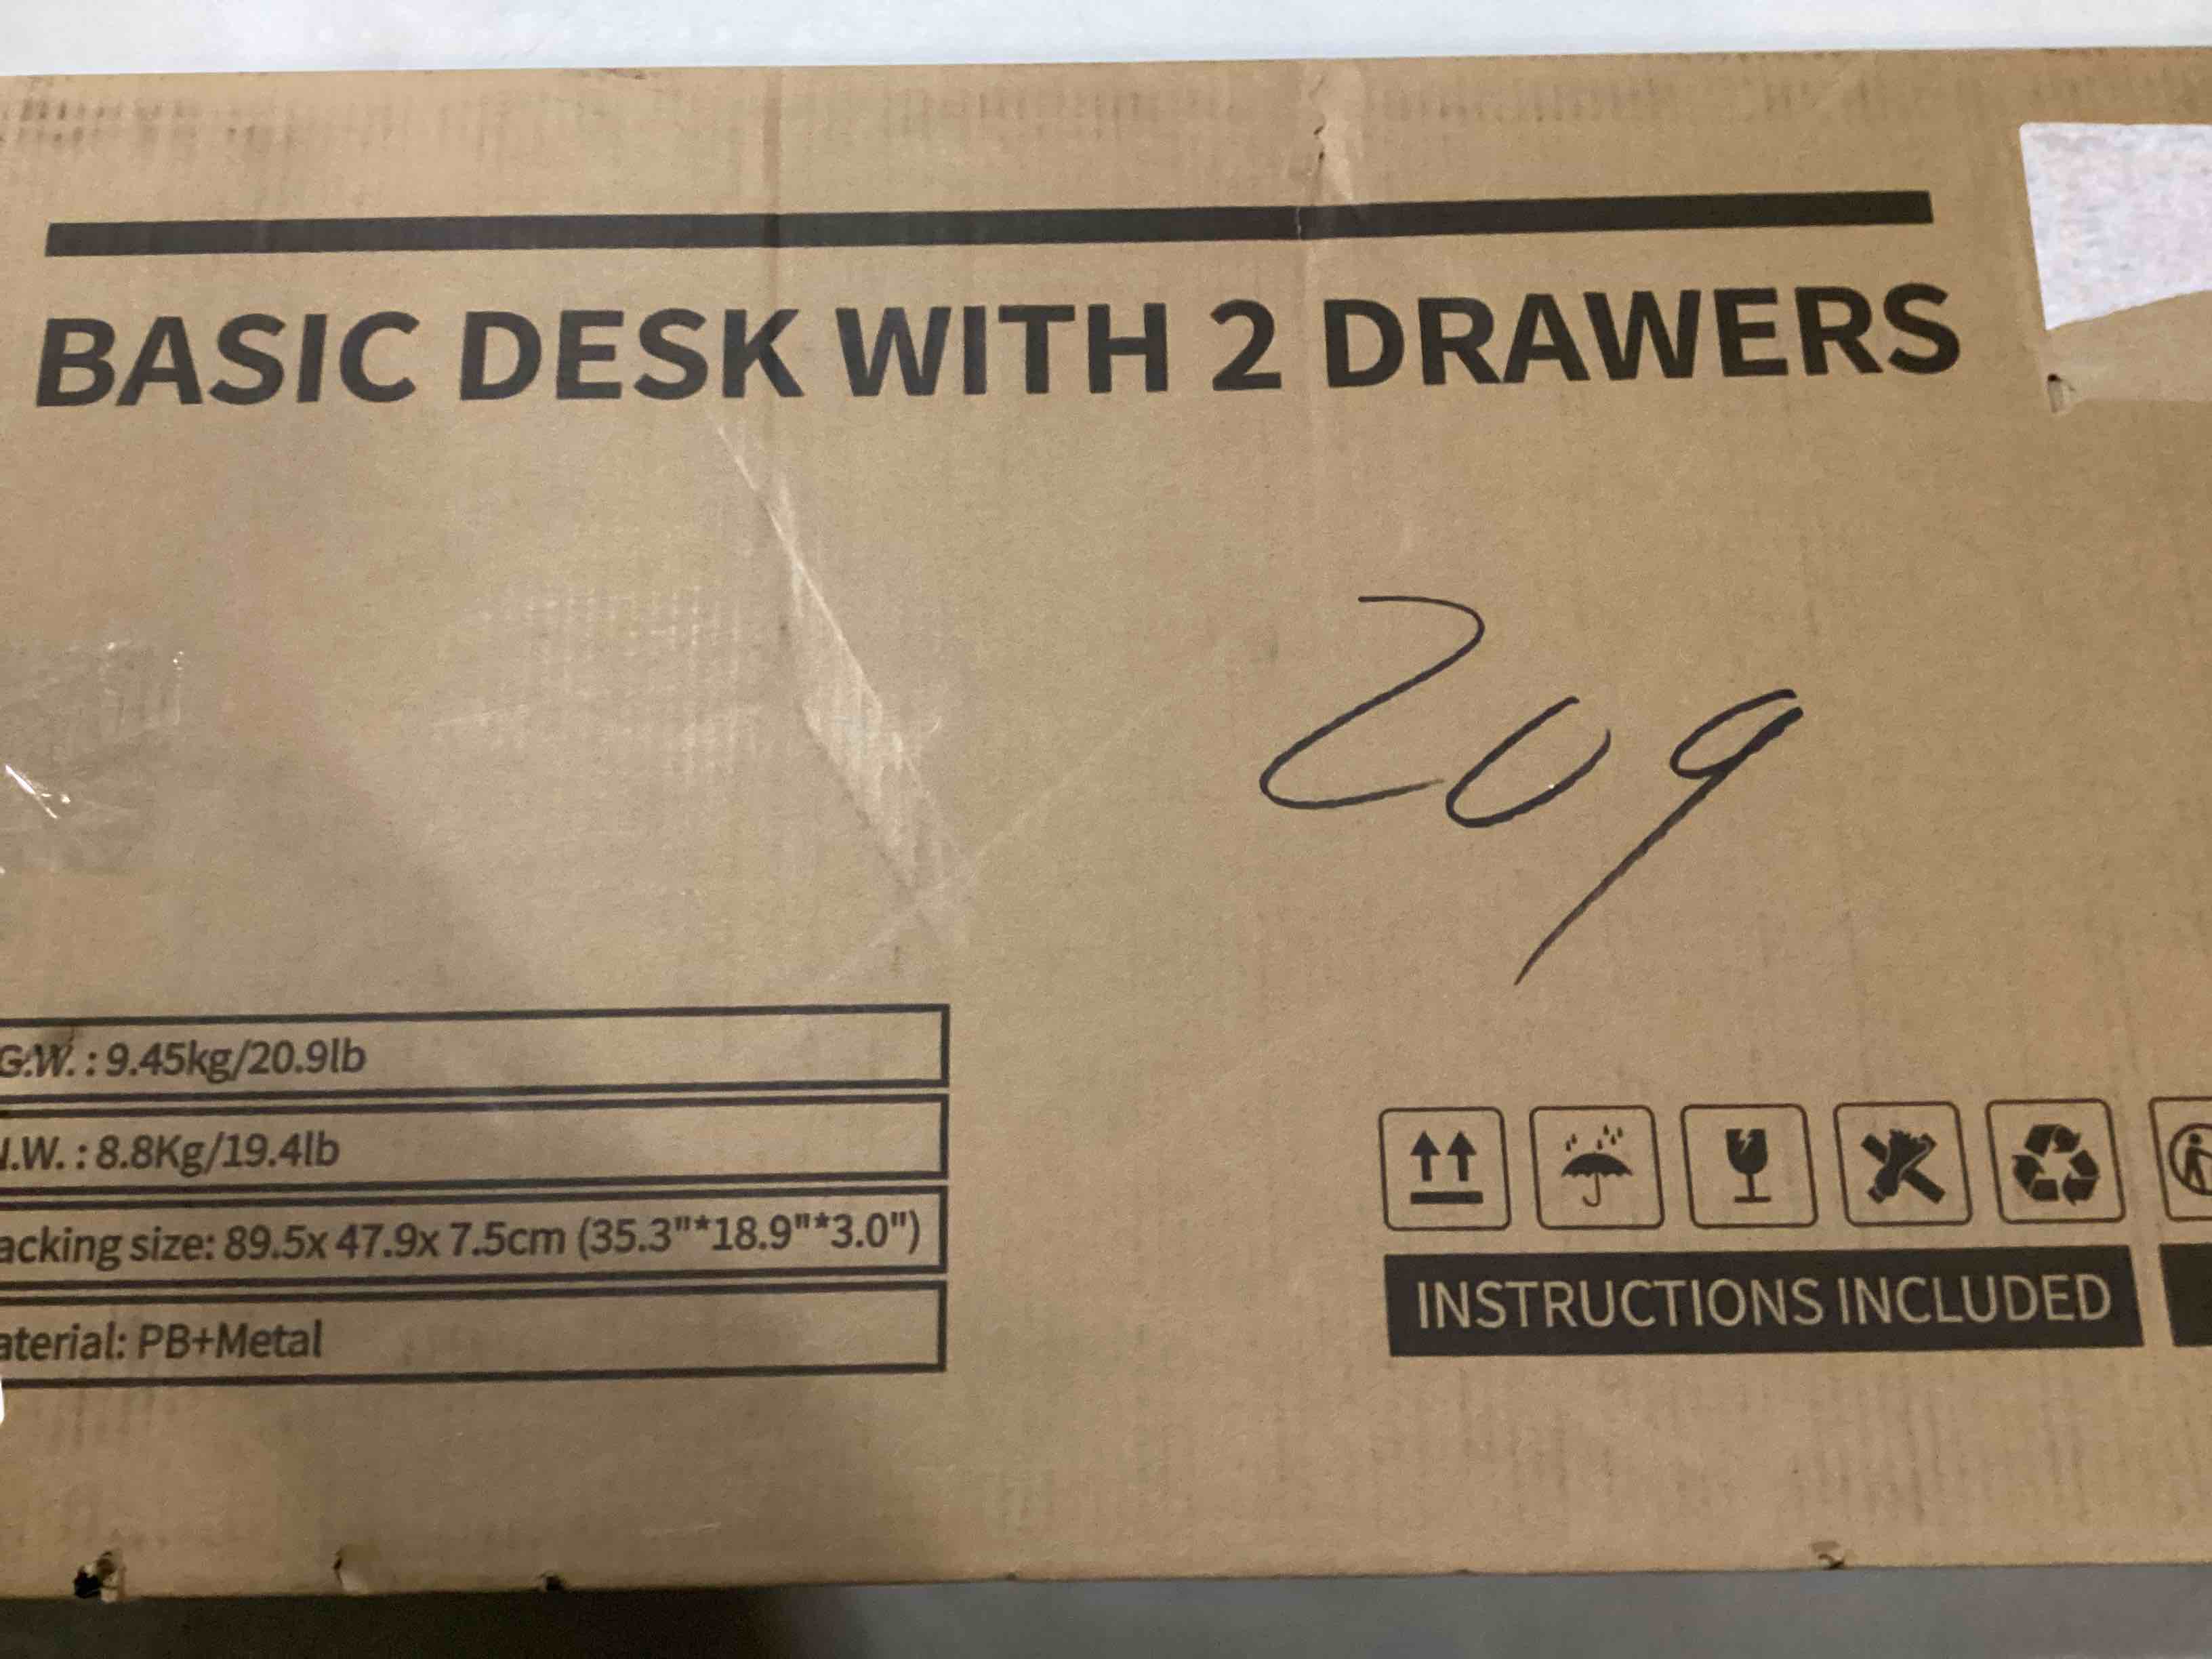 BASIC DESK WITH 2 DRAWERS
209
G.W. : 9.45kg/20.9lb
.W. : 8.8Kg/19.4lb
acking size: 89.5x 47.9x 7.5cm (35.3"*18.9"*3.0")
aterial: PB+Metal
INSTRUCTIONS INCLUDED